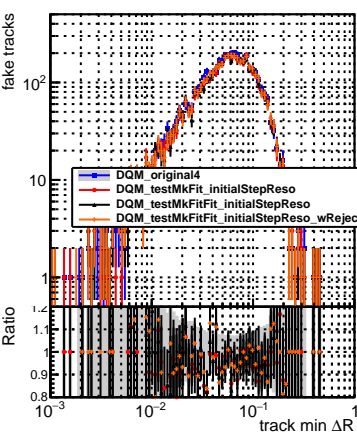 fake tracks
10²
10
1
DQM_original4
DQM_testMkFit_initialStepReso
DQM_testMkFitFit_initialStepReso
DQM_testMkFitFit_initialStepReso_wRejec
Ratio
1.2
1.1
1
0.9
0.8
10⁻³ 10⁻² 10⁻¹ 1
track min ΔR